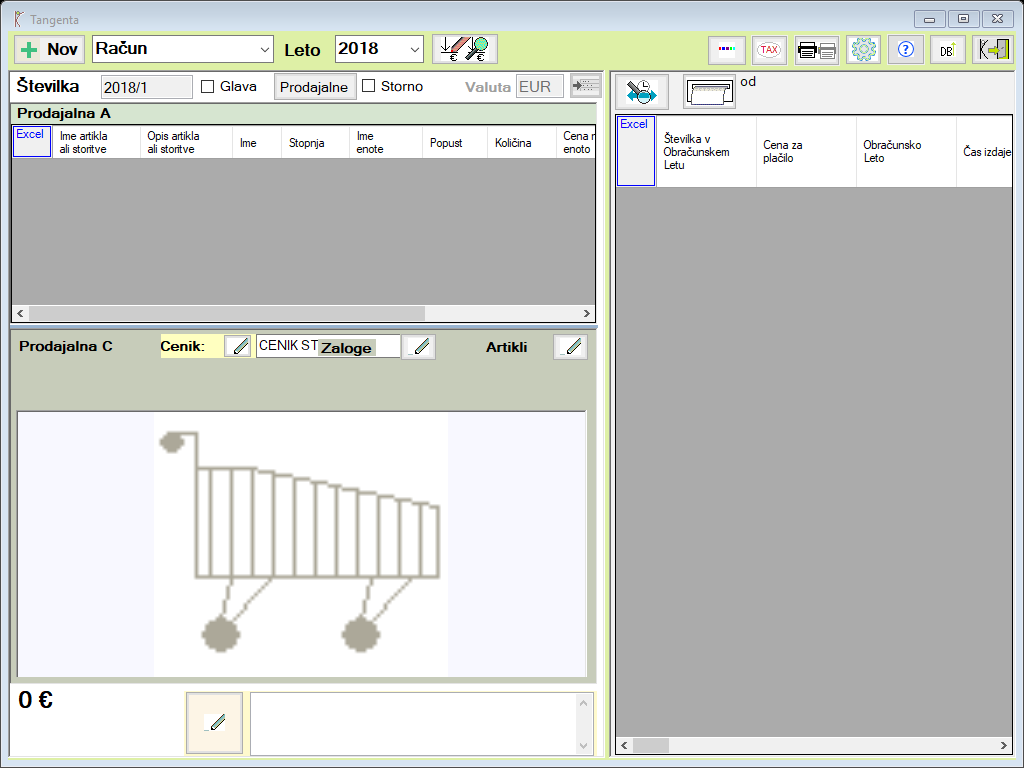 Tangenta
Nov Račun Leto 2018 TAX DB
Številka 2018/1 Glava Prodajalne Storno Valuta EUR od
Prodajalna A
Excel Ime artikla ali storitve Opis artikla ali storitve Ime Stopnja Ime enote Popust Količina Cena enoto
Excel Številka v Obračunskem Letu Cena za plačilo Obračunsko Leto Čas izdaje
Prodajalna C Cenik: CENIK ST Zaloge Artikli
0 €